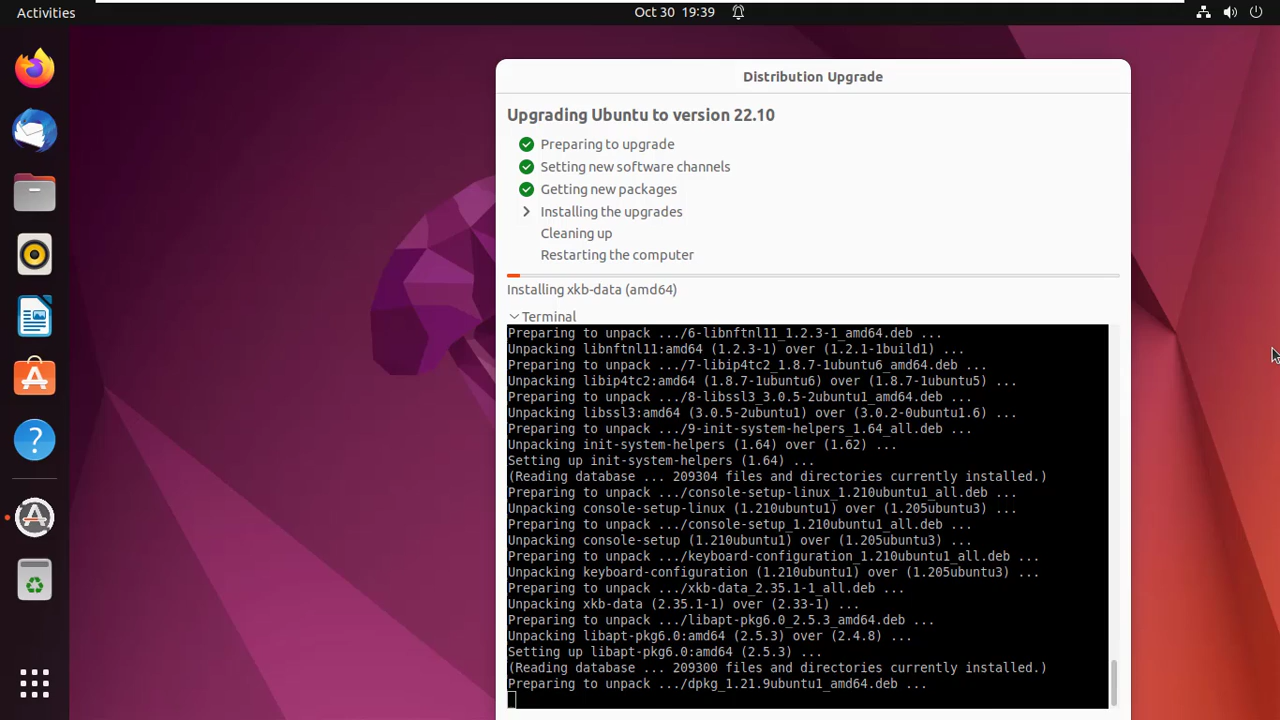 Activities
Oct 30 19:39
Distribution Upgrade
Upgrading Ubuntu to version 22.10
Preparing to upgrade
Setting new software channels
Getting new packages
Installing the upgrades
Cleaning up
Restarting the computer
Installing xkb-data (amd64)
Terminal
Preparing to unpack .../6-libnftnl11_1.2.3-1_amd64.deb ...
Unpacking libnftnl11:amd64 (1.2.3-1) over (1.2.1-1build1) ...
Preparing to unpack .../7-libip4tc2_1.8.7-1ubuntu6_amd64.deb ...
Unpacking libip4tc2:amd64 (1.8.7-1ubuntu6) over (1.8.7-1ubuntu5) ...
Preparing to unpack .../8-libssl3_3.0.5-2ubuntu1_amd64.deb ...
Unpacking libssl3:amd64 (3.0.5-2ubuntu1) over (3.0.2-0ubuntu1.6) ...
Preparing to unpack .../9-init-system-helpers_1.64_all.deb ...
Unpacking init-system-helpers (1.64) over (1.62) ...
Setting up init-system-helpers (1.64) ...
(Reading database ... 209304 files and directories currently installed.)
Preparing to unpack .../console-setup-linux_1.210ubuntu1_all.deb ...
Unpacking console-setup-linux (1.210ubuntu1) over (1.205ubuntu3) ...
Preparing to unpack .../console-setup_1.210ubuntu1_all.deb ...
Unpacking console-setup (1.210ubuntu1) over (1.205ubuntu3) ...
Preparing to unpack .../keyboard-configuration_1.210ubuntu1_all.deb ...
Unpacking keyboard-configuration (1.210ubuntu1) over (1.205ubuntu3) ...
Preparing to unpack .../xkb-data_2.35.1-1_all.deb ...
Unpacking xkb-data (2.35.1-1) over (2.33-1) ...
Preparing to unpack .../libapt-pkg6.0_2.5.3_amd64.deb ...
Unpacking libapt-pkg6.0:amd64 (2.5.3) over (2.4.8) ...
Setting up libapt-pkg6.0:amd64 (2.5.3) ...
(Reading database ... 209300 files and directories currently installed.)
Preparing to unpack .../dpkg_1.21.9ubuntu1_amd64.deb ...